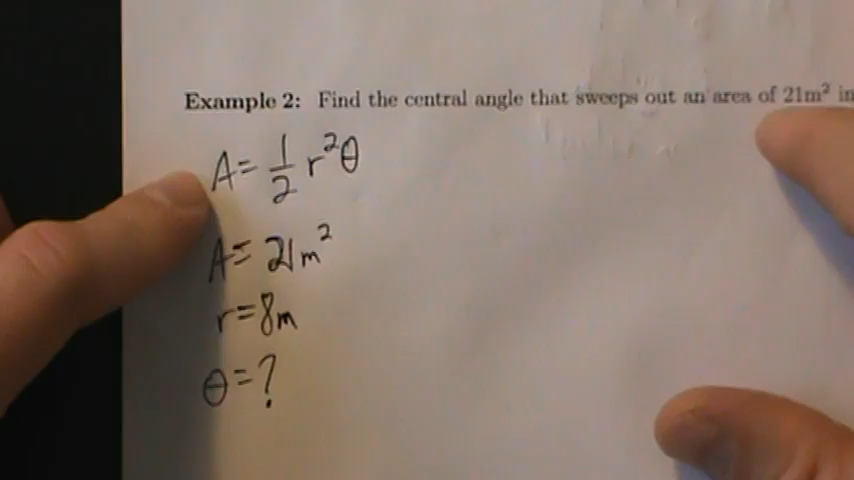 Example 2: Find the central angle that sweeps out an area of 21m² in
A = 1/2 r²θ
A = 21m²
r = 8m
θ = ?